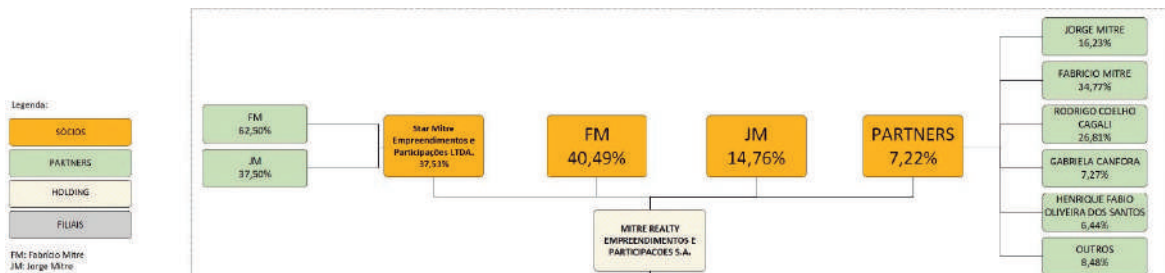 Legenda:
SÓCIOS
PARTNERS
HOLDING
FILIAIS
FM: Fabrício Mitre
JM: Jorge Mitre
FM
62,50%
JM
37,50%
Star Mitre
Empreendimentos e
Participações LTDA.
37,53%
FM
40,49%
JM
14,76%
PARTNERS
7,22%
MITRE REALTY
EMPREENDIMENTOS E
PARTICIPACOES S.A.
JORGE MITRE
16,23%
FABRICIO MITRE
34,77%
RODRIGO COELHO
CAGALI
26,81%
GABRIELA CANFORA
7,27%
HENRIQUE FABIO
OLIVEIRA DOS SANTOS
6,44%
OUTROS
8,48%